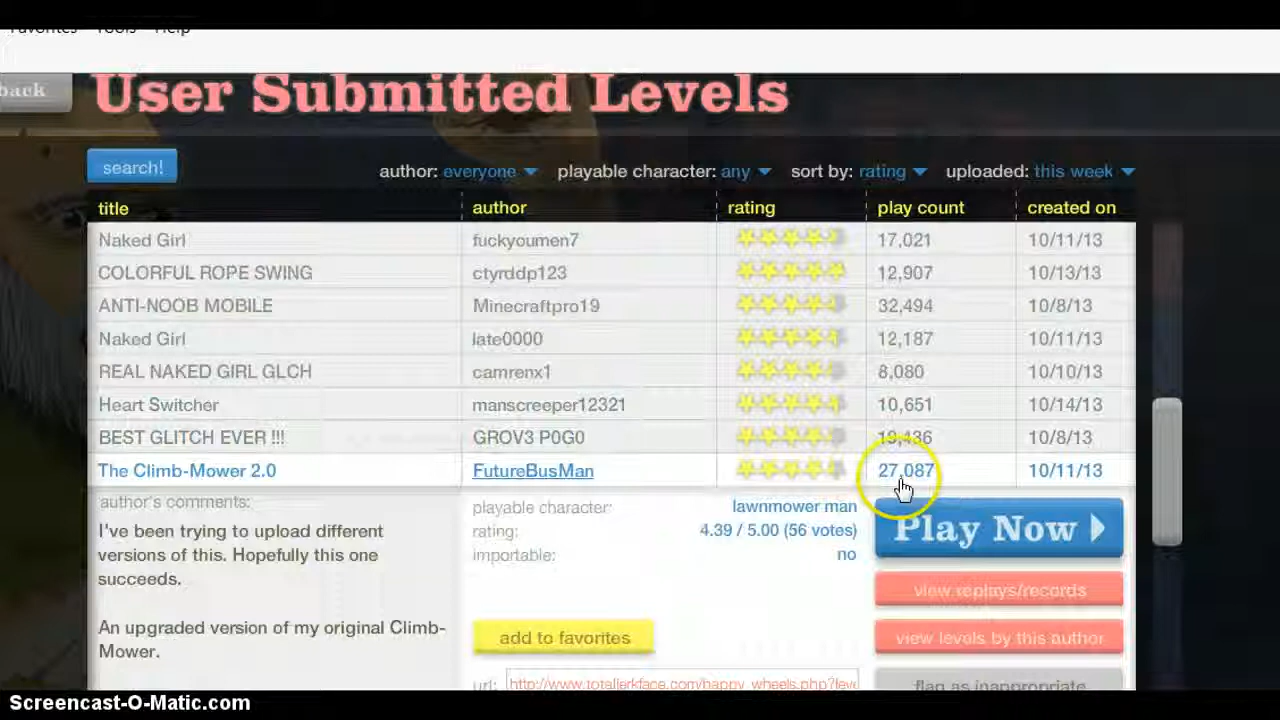 Favorites Tools Help
back User Submitted Levels
search! author: everyone playable character: any sort by: rating uploaded: this week
title author rating play count created on
Naked Girl fuckyoumen7 17,021 10/11/13
COLORFUL ROPE SWING ctyrddp123 12,907 10/13/13
ANTI-NOOB MOBILE Minecraftpro19 32,494 10/8/13
Naked Girl late0000 12,187 10/11/13
REAL NAKED GIRL GLCH camrenx1 8,080 10/10/13
Heart Switcher manscreeper12321 10,651 10/14/13
BEST GLITCH EVER !!! GROV3 P0G0 19,436 10/8/13
The Climb-Mower 2.0 FutureBusMan 27,087 10/11/13
author's comments:
I've been trying to upload different
versions of this. Hopefully this one
succeeds.
An upgraded version of my original Climb-
Mower.
playable character: lawnmower man
rating: 4.39 / 5.00 (56 votes)
importable: no
add to favorites
url: http://www.totaljerkface.com/happy_wheels.php?leve
Play Now
view replays/records
view levels by this author
flag as inappropriate
Screencast-O-Matic.com